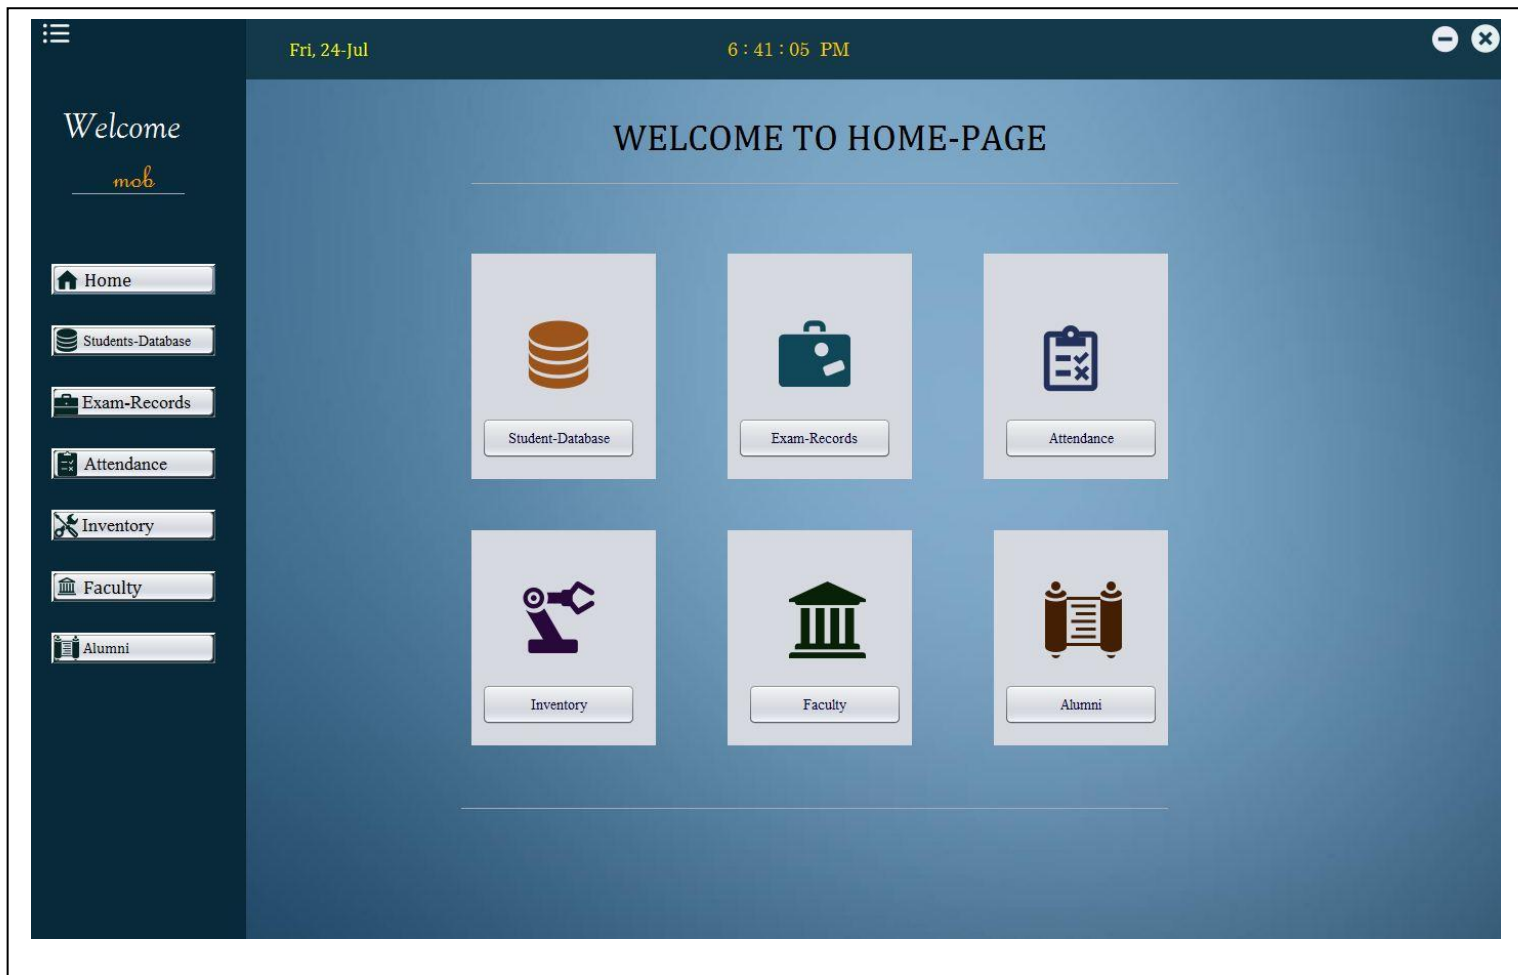 Fri, 24-Jul
6 : 41 : 05 PM
Welcome
mob
Home
Students-Database
Exam-Records
Attendance
Inventory
Faculty
Alumni
WELCOME TO HOME-PAGE
Student-Database
Exam-Records
Attendance
Inventory
Faculty
Alumni